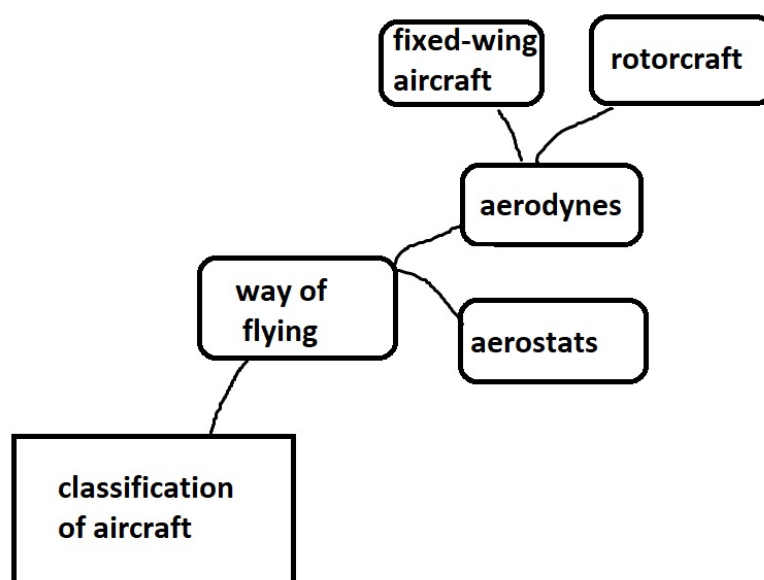 fixed-wing
aircraft
rotorcraft
aerodynes
way of
flying
aerostats
classification
of aircraft